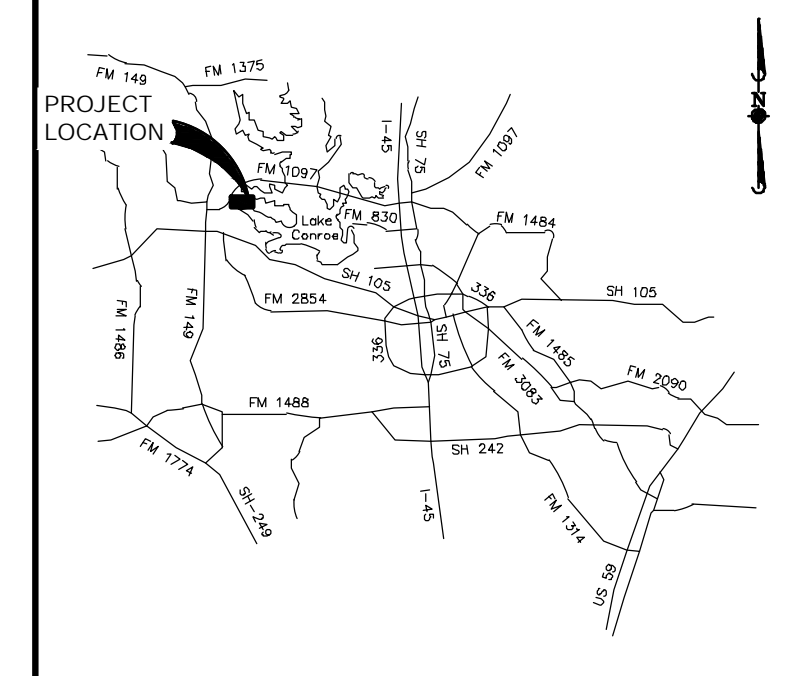 FM 149
FM 1375
PROJECT
LOCATION
N
I-45
SH 75
FM 1097
FM 1097
FM 830
Lake
Conroe
FM 1484
SH 105
336
SH 105
FM 2854
FM 1486
FM 149
336
SH 75
FM 1485
FM 3083
FM 2090
FM 1488
FM 1774
SH 242
SH-249
I-45
FM 1314
US 59